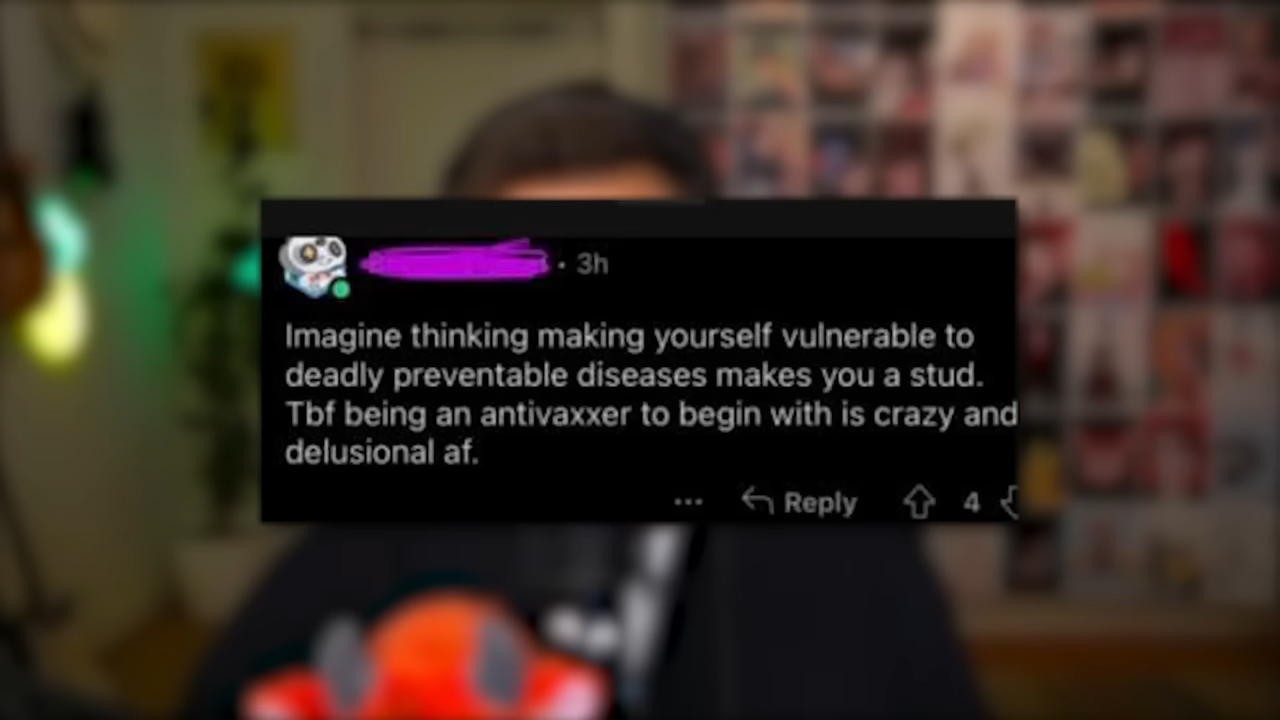 · 3h
Imagine thinking making yourself vulnerable to
deadly preventable diseases makes you a stud.
Tbf being an antivaxxer to begin with is crazy and
delusional af.
... Reply 4